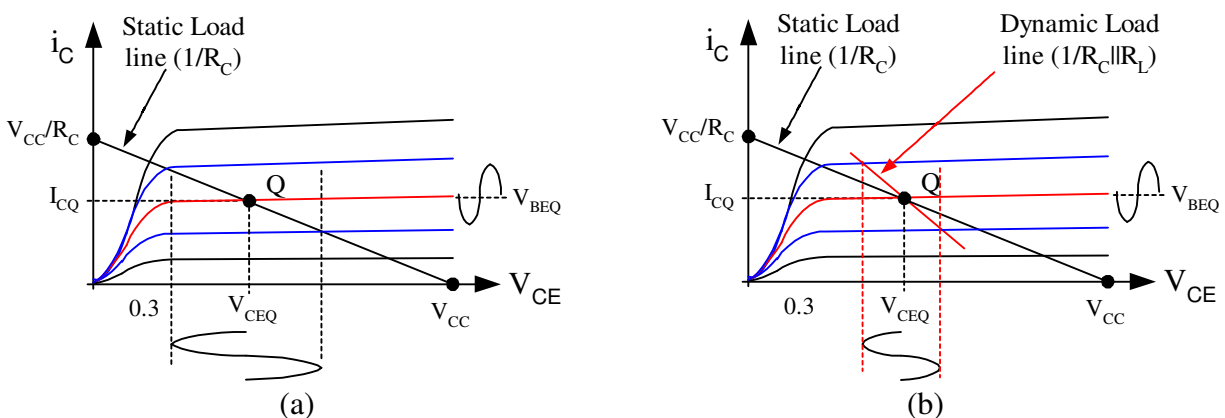 Static Load
line (1/R_C)
i_C
V_CC/R_C
I_CQ
Q
V_BEQ
0.3
V_CEQ
V_CC
V_CE
(a)
Static Load
line (1/R_C)
Dynamic Load
line (1/R_C||R_L)
i_C
V_CC/R_C
I_CQ
Q
V_BEQ
0.3
V_CEQ
V_CC
V_CE
(b)